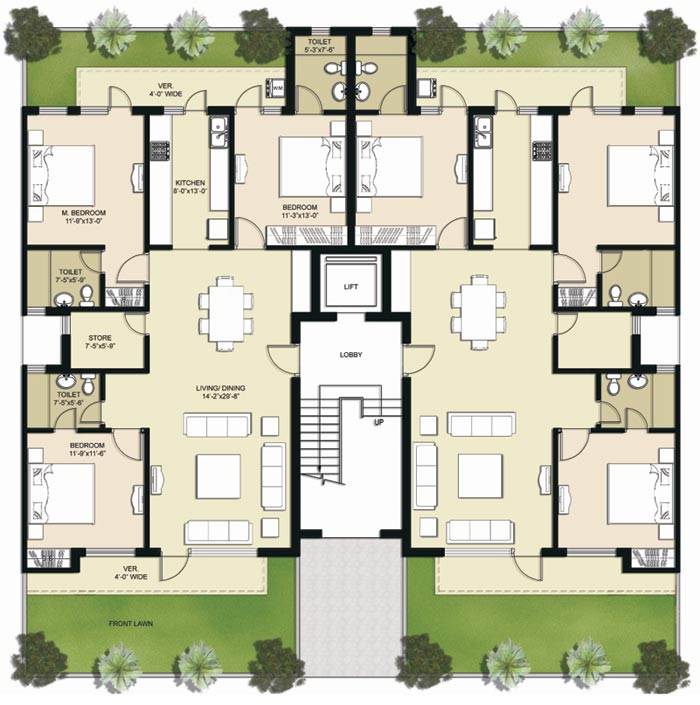 TOILET
5'-3"x7'-6"
VER.
4'-0" WIDE
W.M.
KITCHEN
8'-0"x13'-0"
M. BEDROOM
11'-9"x13'-0"
BEDROOM
11'-3"x13'-0"
TOILET
7'-5"x5'-9"
LIFT
STORE
7'-5"x5'-9"
LOBBY
LIVING/ DINING
14'-2"x29'-8"
TOILET
7'-5"x5'-6"
UP
BEDROOM
11'-9"x11'-6"
VER.
4'-0" WIDE
FRONT LAWN